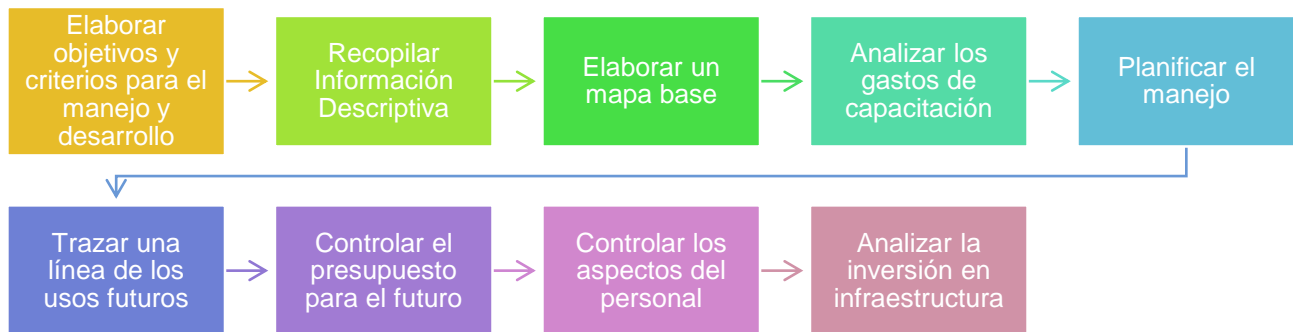 Elaborar
objetivos y
criterios para el
manejo y
desarrollo
Recopilar
Información
Descriptiva
Elaborar un
mapa base
Analizar los
gastos de
capacitación
Planificar el
manejo
Trazar una
línea de los
usos futuros
Controlar el
presupuesto
para el futuro
Controlar los
aspectos del
personal
Analizar la
inversión en
infraestructura